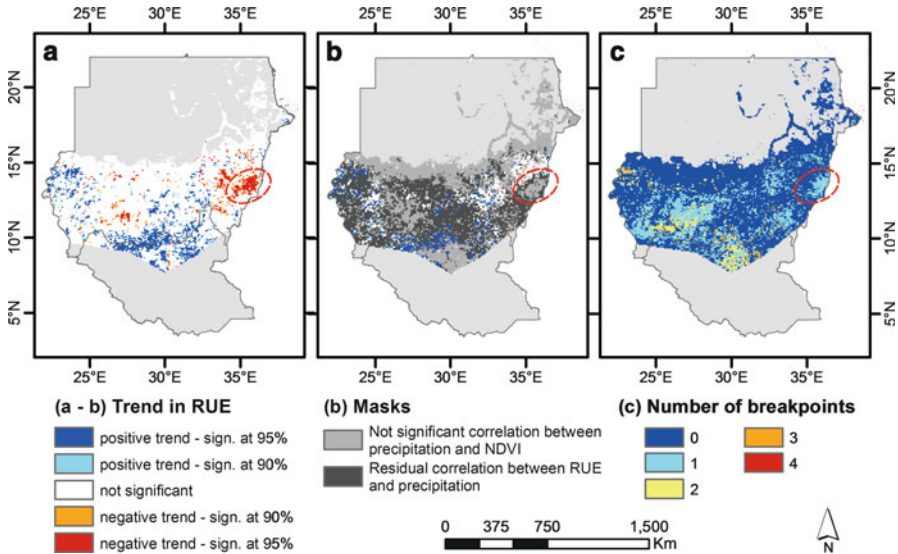 25°E 30°E 35°E 25°E 30°E 35°E 25°E 30°E 35°E
a b c
20°N 20°N
15°N 15°N
10°N 10°N
5°N 5°N
25°E 30°E 35°E 25°E 30°E 35°E 25°E 30°E 35°E
(a - b) Trend in RUE
positive trend - sign. at 95%
positive trend - sign. at 90%
not significant
negative trend - sign. at 90%
negative trend - sign. at 95%
(b) Masks
Not significant correlation between
precipitation and NDVI
Residual correlation between RUE
and precipitation
(c) Number of breakpoints
0 3
1 4
2
0 375 750 1,500
Km
N